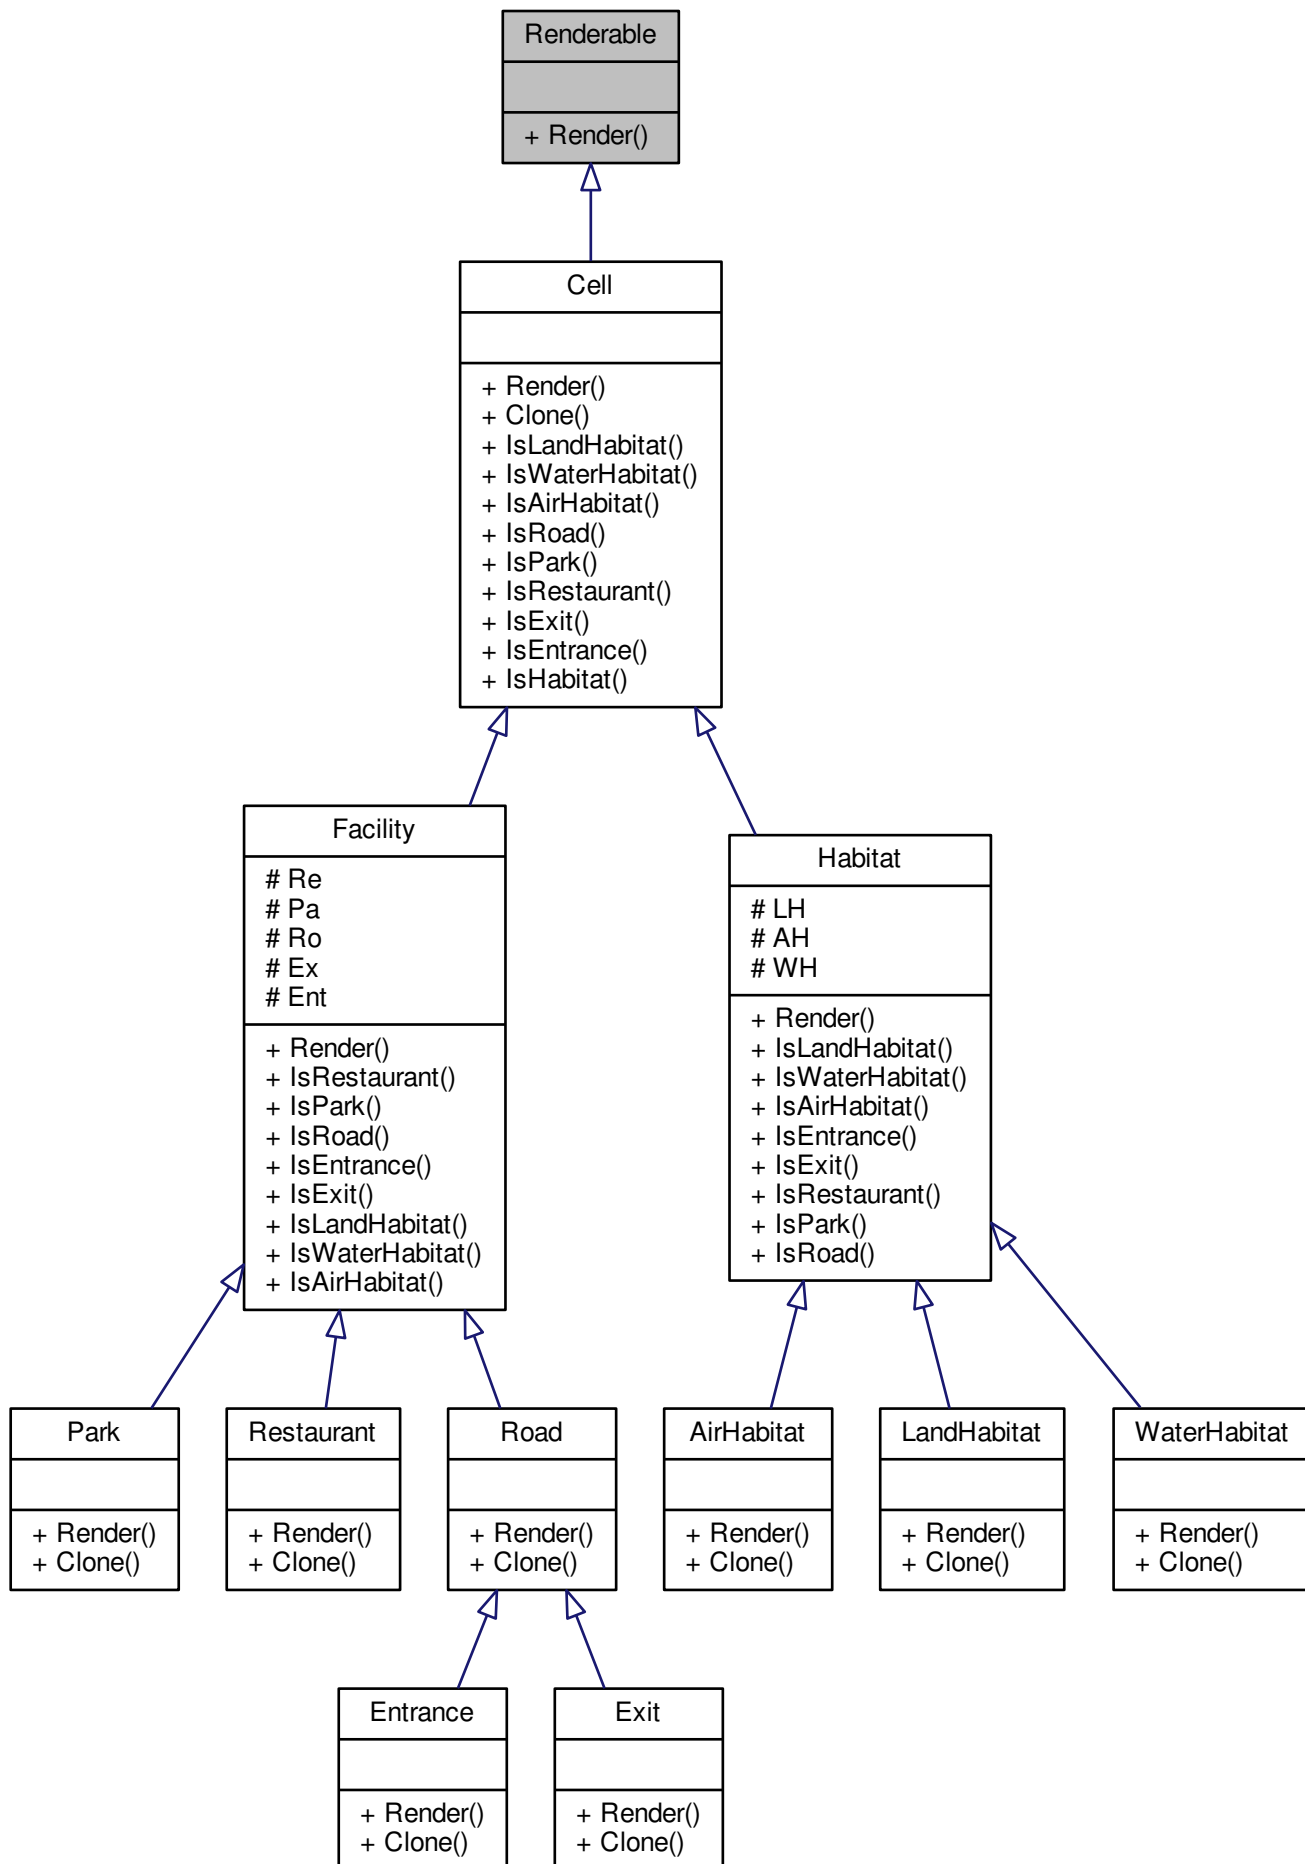 Renderable
+ Render()
Cell
+ Render()
+ Clone()
+ IsLandHabitat()
+ IsWaterHabitat()
+ IsAirHabitat()
+ IsRoad()
+ IsPark()
+ IsRestaurant()
+ IsExit()
+ IsEntrance()
+ IsHabitat()
Facility
# Re
# Pa
# Ro
# Ex
# Ent
+ Render()
+ IsRestaurant()
+ IsPark()
+ IsRoad()
+ IsEntrance()
+ IsExit()
+ IsLandHabitat()
+ IsWaterHabitat()
+ IsAirHabitat()
Habitat
# LH
# AH
# WH
+ Render()
+ IsLandHabitat()
+ IsWaterHabitat()
+ IsAirHabitat()
+ IsEntrance()
+ IsExit()
+ IsRestaurant()
+ IsPark()
+ IsRoad()
Park
+ Render()
+ Clone()
Restaurant
+ Render()
+ Clone()
Road
+ Render()
+ Clone()
AirHabitat
+ Render()
+ Clone()
LandHabitat
+ Render()
+ Clone()
WaterHabitat
+ Render()
+ Clone()
Entrance
+ Render()
+ Clone()
Exit
+ Render()
+ Clone()